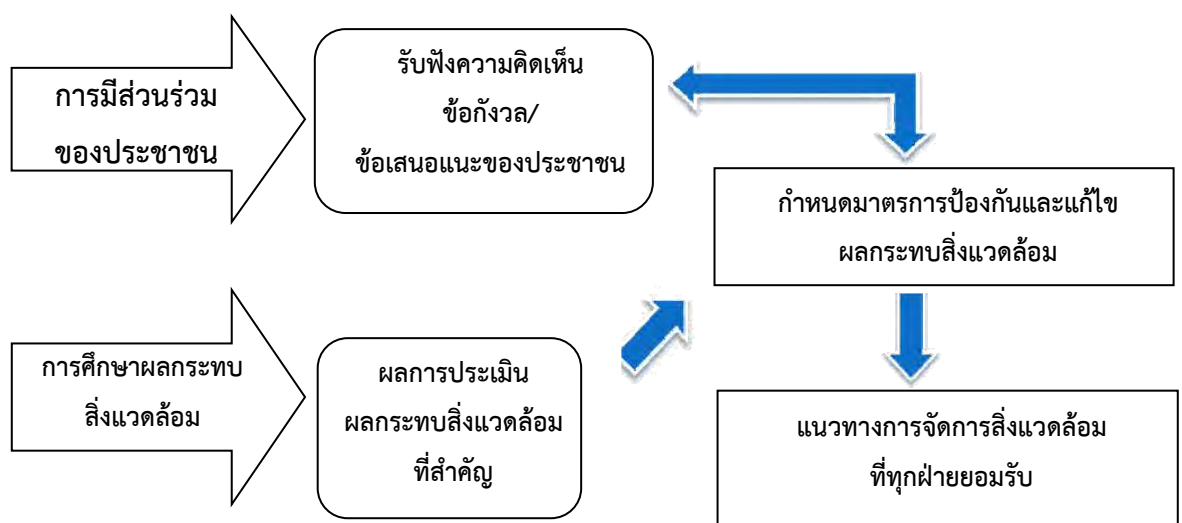 การมีส่วนร่วม
ของประชาชน
รับฟังความคิดเห็น
ข้อกังวล/
ข้อเสนอแนะของประชาชน
กำหนดมาตรการป้องกันและแก้ไข
ผลกระทบสิ่งแวดล้อม
การศึกษาผลกระทบ
สิ่งแวดล้อม
ผลการประเมิน
ผลกระทบสิ่งแวดล้อม
ที่สำคัญ
แนวทางการจัดการสิ่งแวดล้อม
ที่ทุกฝ่ายยอมรับ